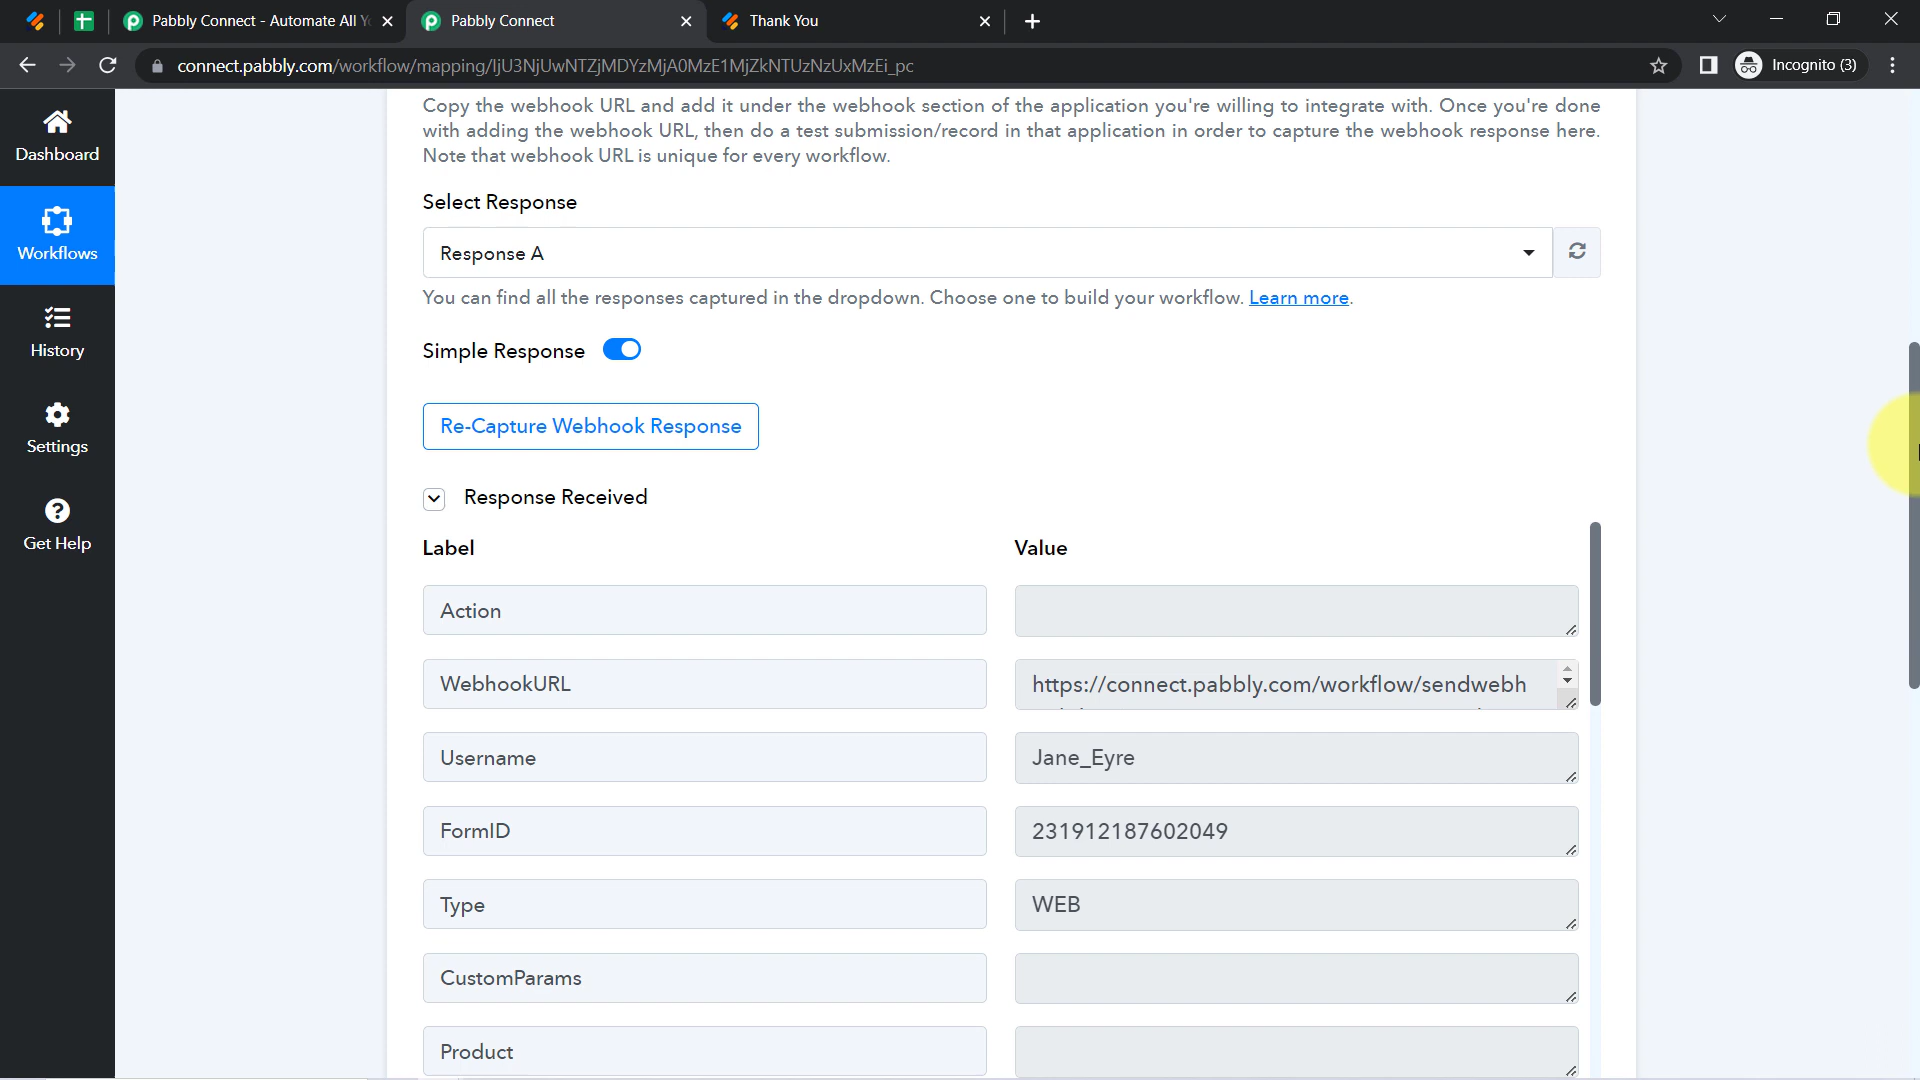 Pabbly Connect - Automate All Y
Pabbly Connect
Thank You
connect.pabbly.com/workflow/mapping/IjU3NjUwNTZjMDYzMjA0MzE1MjZkNTUzNzUxMzEi_pc
Incognito (3)
Dashboard
Workflows
History
Settings
Get Help
Copy the webhook URL and add it under the webhook section of the application you're willing to integrate with. Once you're done
with adding the webhook URL, then do a test submission/record in that application in order to capture the webhook response here.
Note that webhook URL is unique for every workflow.
Select Response
Response A
You can find all the responses captured in the dropdown. Choose one to build your workflow. Learn more.
Simple Response
Re-Capture Webhook Response
Response Received
Label Value
Action
WebhookURL https://connect.pabbly.com/workflow/sendwebh
Username Jane_Eyre
FormID 231912187602049
Type WEB
CustomParams
Product